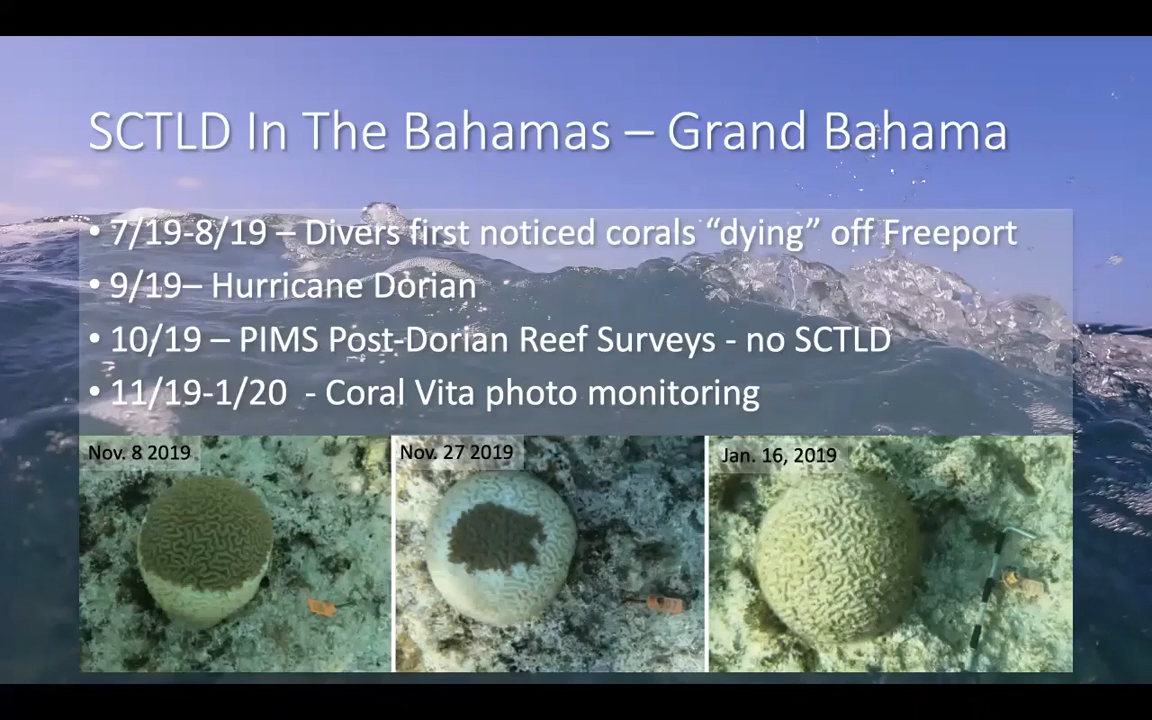 SCTLD In The Bahamas – Grand Bahama
• 7/19-8/19 – Divers first noticed corals “dying” off Freeport
• 9/19– Hurricane Dorian
• 10/19 – PIMS Post-Dorian Reef Surveys - no SCTLD
• 11/19-1/20  - Coral Vita photo monitoring
Nov. 8 2019
Nov. 27 2019
Jan. 16, 2019